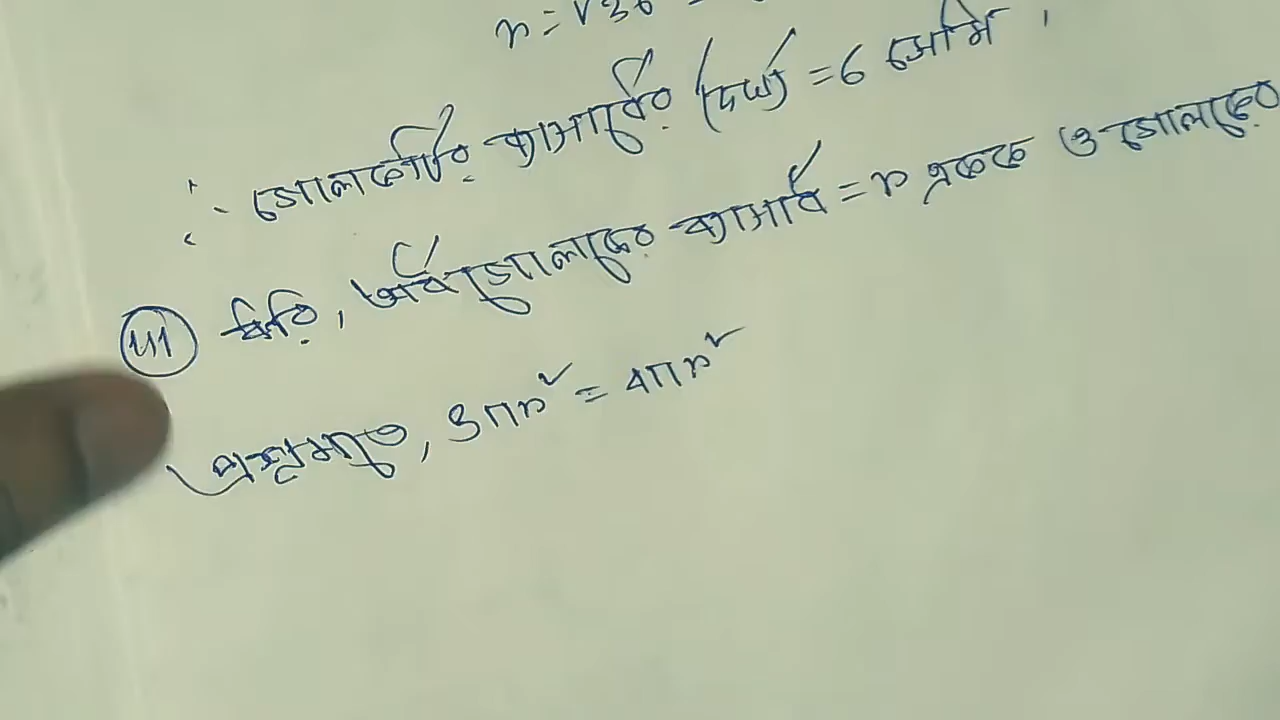 r = √36
∴ গোলকটির ব্যাসার্ধের দৈর্ঘ্য = 6 সেমি ।
(iii) ধরি, অর্ধগোলকের ব্যাসার্ধ = r একক ও গোলকের
প্রশ্নমতে, 3πr² = 4πr²